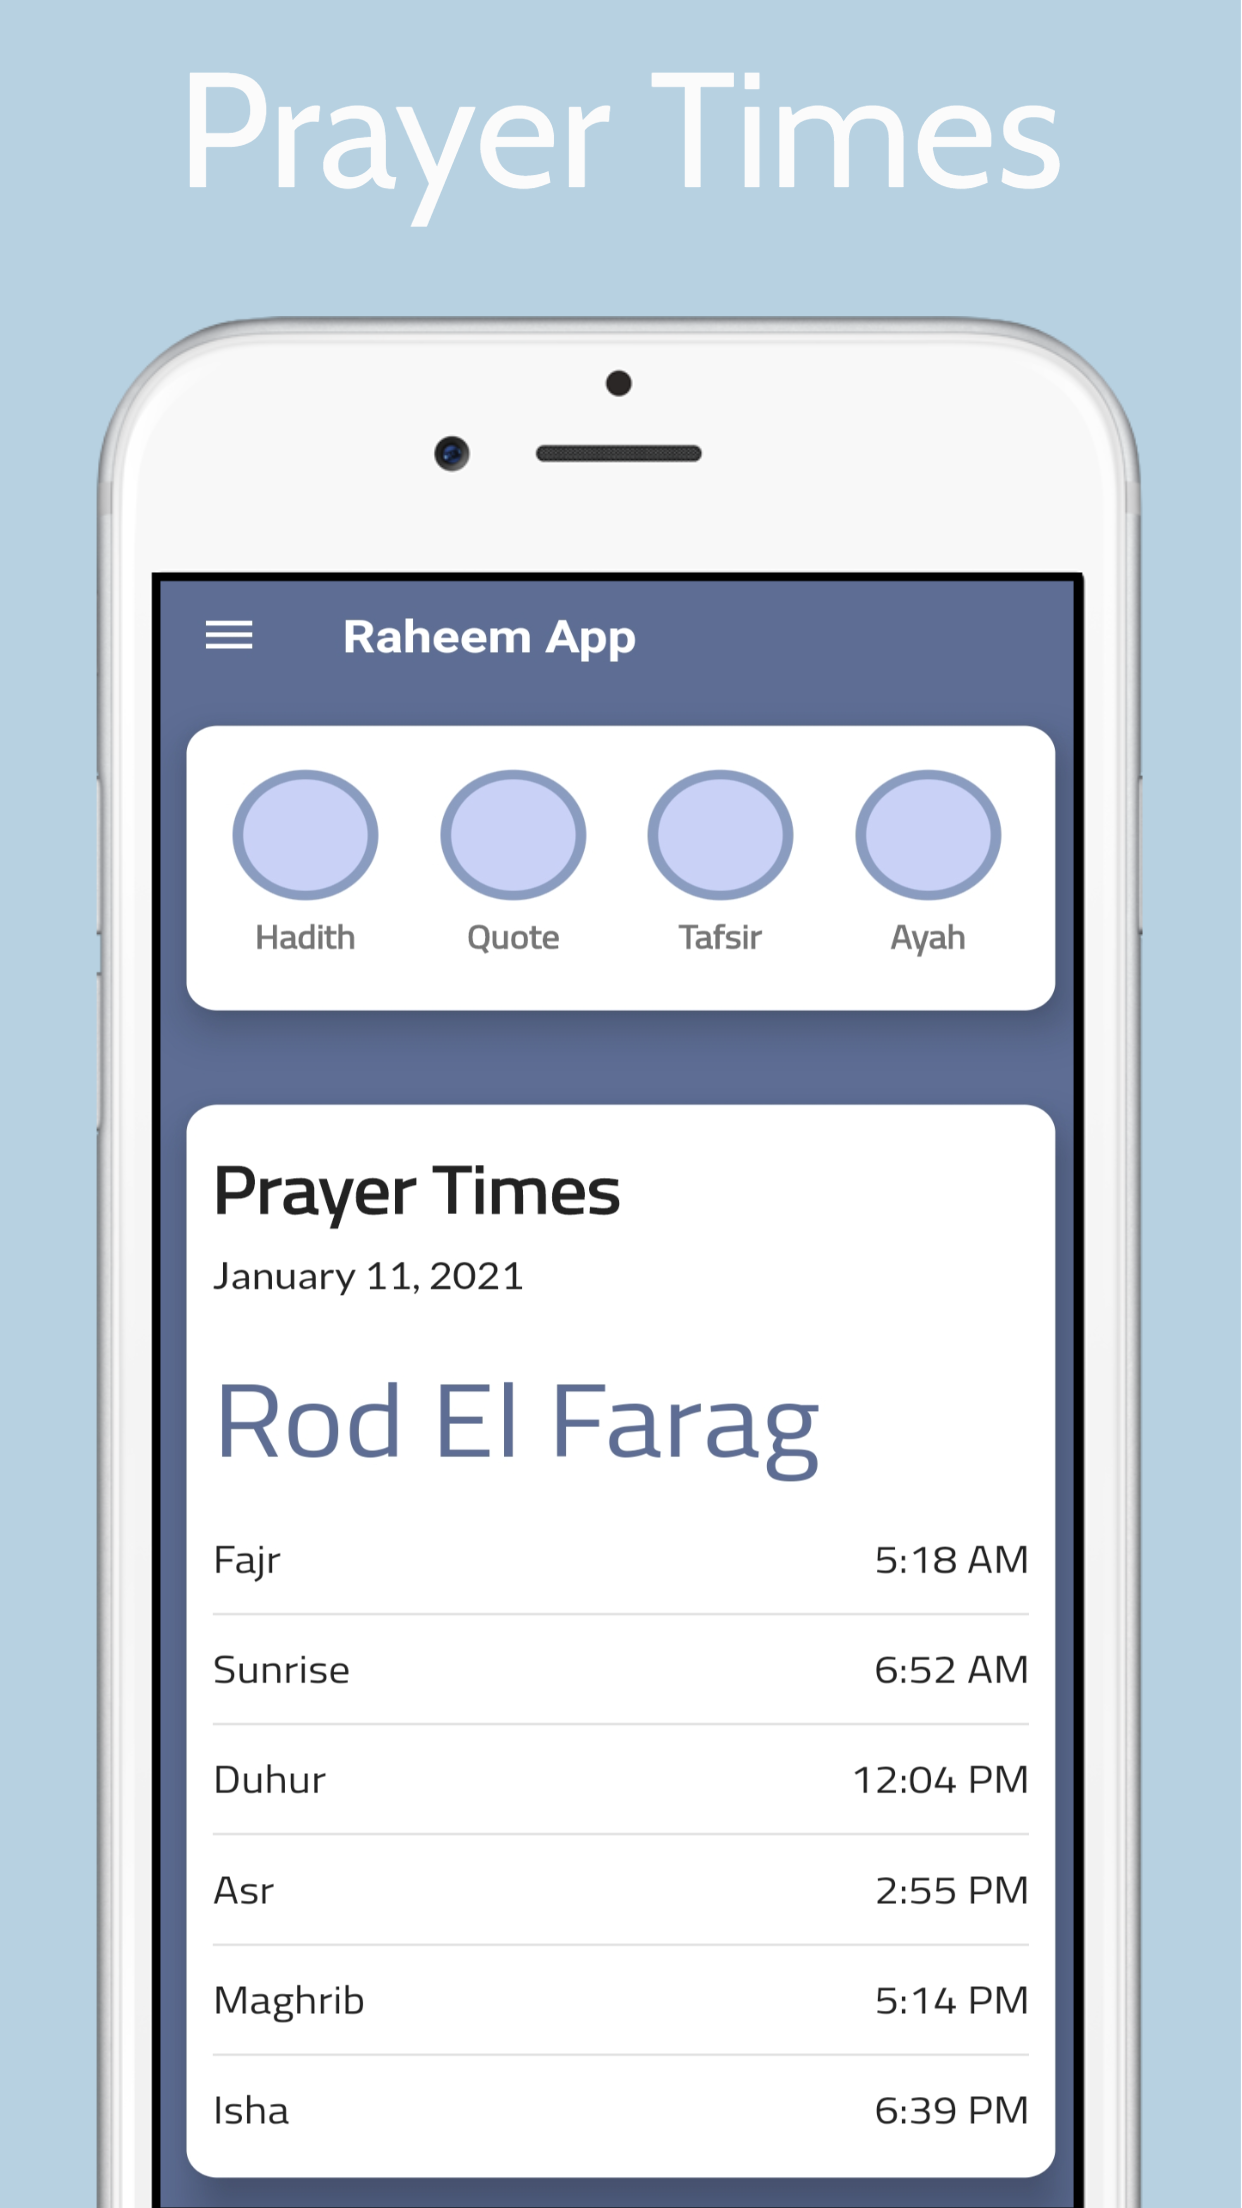 Prayer Times
Raheem App
Hadith Quote Tafsir Ayah
Prayer Times
January 11, 2021
Rod El Farag
Fajr 5:18 AM
Sunrise 6:52 AM
Duhur 12:04 PM
Asr 2:55 PM
Maghrib 5:14 PM
Isha 6:39 PM